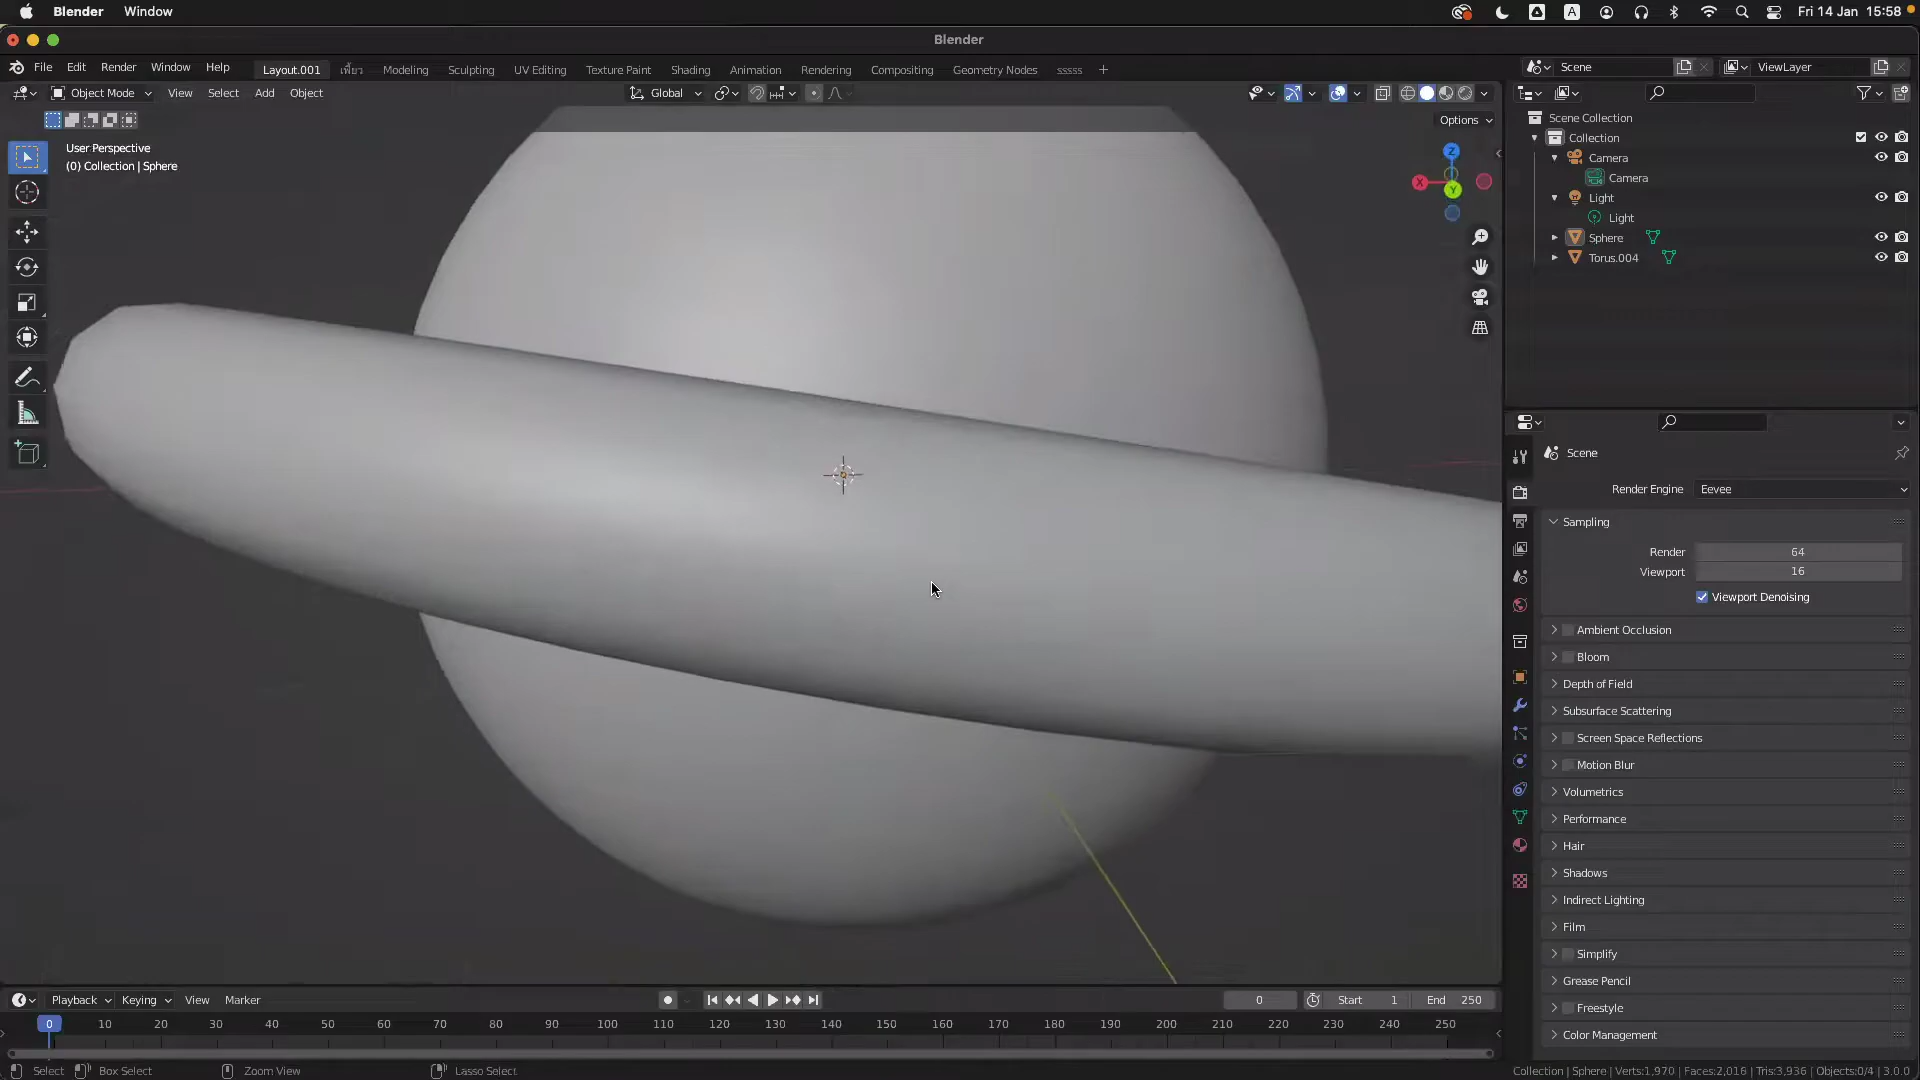 Blender Window Fri 14 Jan 15:58
Blender
File Edit Render Window Help Layout.001 เพี้ยว Modeling Sculpting UV Editing Texture Paint Shading Animation Rendering Compositing Geometry Nodes sssss + Scene ViewLayer
Object Mode View Select Add Object Global
Options
User Perspective
(0) Collection | Sphere
Z
X
Y
Scene Collection
Collection
Camera
Camera
Light
Light
Sphere
Torus.004
Scene
Render Engine Eevee
Sampling
Render 64
Viewport 16
Viewport Denoising
Ambient Occlusion
Bloom
Depth of Field
Subsurface Scattering
Screen Space Reflections
Motion Blur
Volumetrics
Performance
Hair
Shadows
Indirect Lighting
Film
Simplify
Grease Pencil
Freestyle
Color Management
Playback Keying View Marker 0 Start 1 End 250
0 10 20 30 40 50 60 70 80 90 100 110 120 130 140 150 160 170 180 190 200 210 220 230 240 250
Select Box Select Zoom View Lasso Select Collection | Sphere | Verts:1,970 | Faces:2,016 | Tris:3,936 | Objects:0/4 | 3.0.0